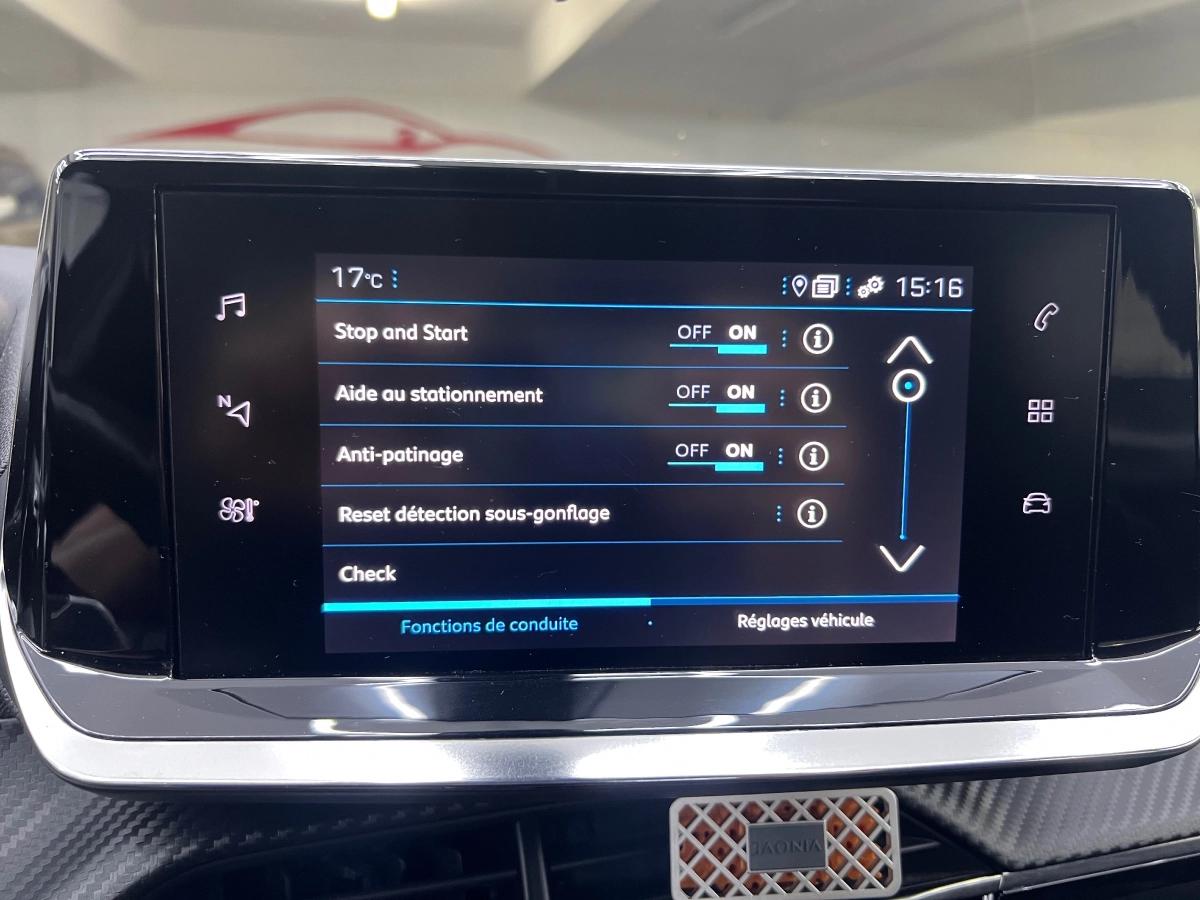 17°C
15:16
Stop and Start OFF ON
Aide au stationnement OFF ON
Anti-patinage OFF ON
Reset détection sous-gonflage
Check
Fonctions de conduite
Réglages véhicule
N